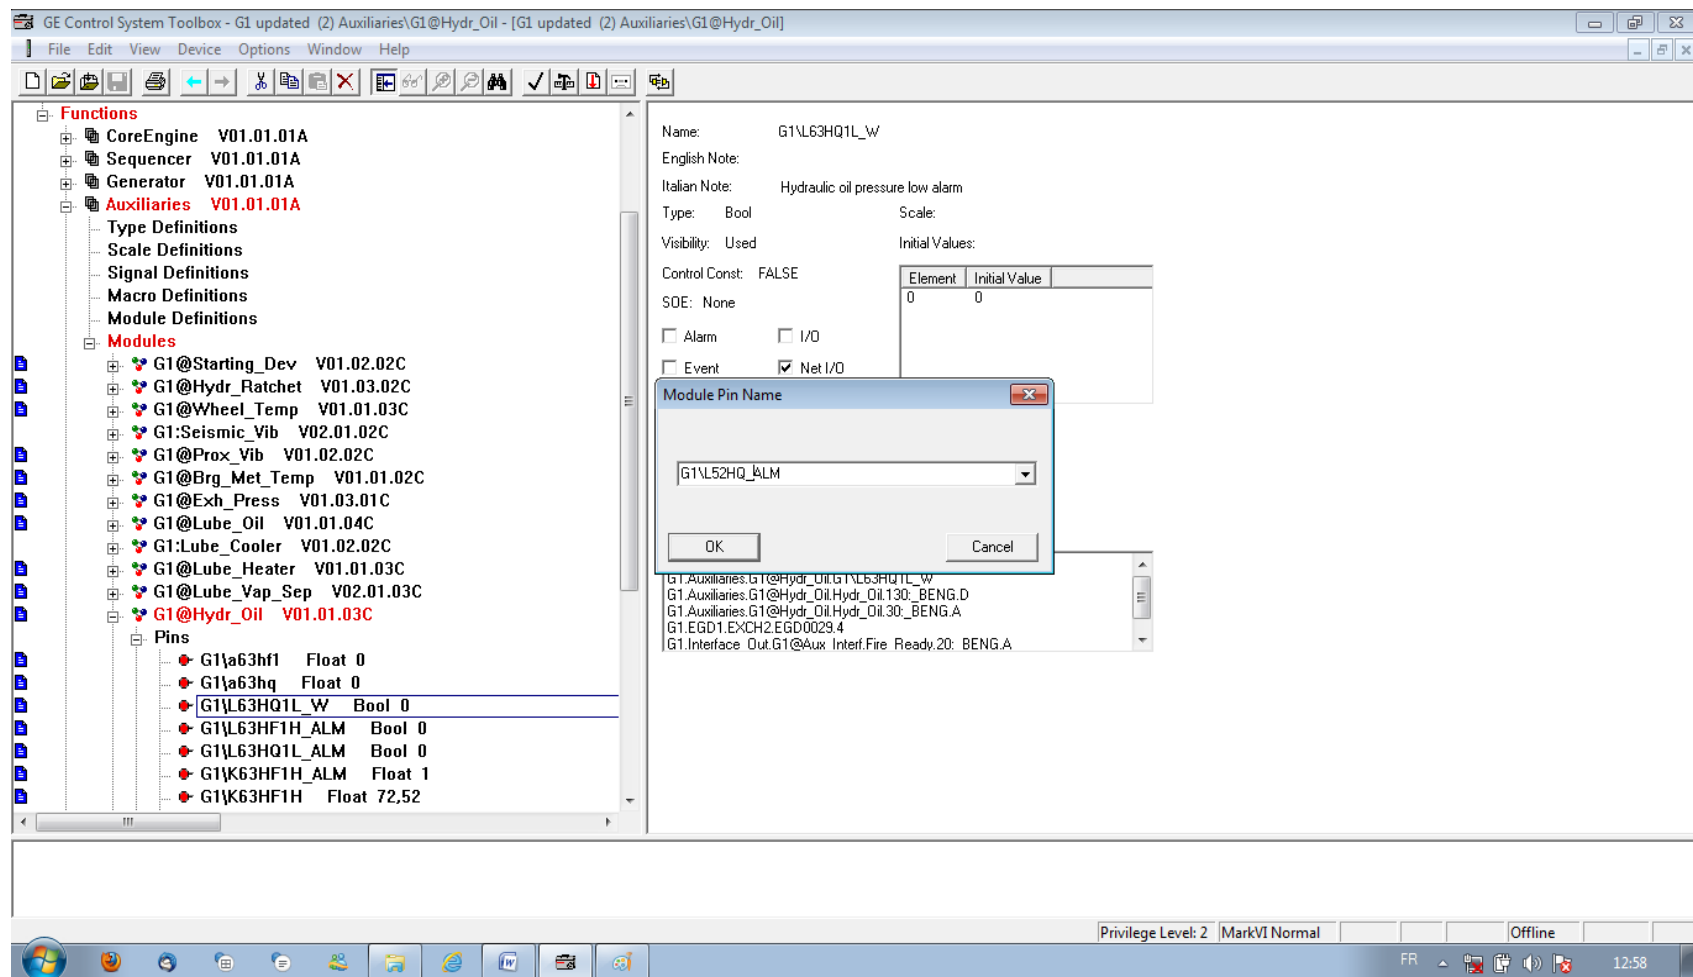 GE Control System Toolbox - G1 updated (2) Auxiliaries\G1@Hydr_Oil - [G1 updated (2) Auxiliaries\G1@Hydr_Oil]
File Edit View Device Options Window Help
Functions
CoreEngine V01.01.01A
Sequencer V01.01.01A
Generator V01.01.01A
Auxiliaries V01.01.01A
Type Definitions
Scale Definitions
Signal Definitions
Macro Definitions
Module Definitions
Modules
G1@Starting_Dev V01.02.02C
G1@Hydr_Ratchet V01.03.02C
G1@Wheel_Temp V01.01.03C
G1:Seismic_Vib V02.01.02C
G1@Prox_Vib V01.02.02C
G1@Brg_Met_Temp V01.01.02C
G1@Exh_Press V01.03.01C
G1@Lube_Oil V01.01.04C
G1:Lube_Cooler V01.02.02C
G1@Lube_Heater V01.01.03C
G1@Lube_Vap_Sep V02.01.03C
G1@Hydr_Oil V01.01.03C
Pins
G1\a63hf1 Float 0
G1\a63hq Float 0
G1\L63HQ1L_W Bool 0
G1\L63HF1H_ALM Bool 0
G1\L63HQ1L_ALM Bool 0
G1\K63HF1H_ALM Float 1
G1\K63HF1H Float 72,52
Name: G1\L63HQ1L_W
English Note:
Italian Note: Hydraulic oil pressure low alarm
Type: Bool Scale:
Visibility: Used Initial Values:
Control Const: FALSE
Element Initial Value
0 0
SOE: None
Alarm I/O
Event Net I/O
Module Pin Name
G1\L52HQ_ALM
OK Cancel
G1.Auxiliaries.G1@Hydr_Oil.G1\L63HQ1L_W
G1.Auxiliaries.G1@Hydr_Oil.Hydr_Oil.130:_BENG.D
G1.Auxiliaries.G1@Hydr_Oil.Hydr_Oil.30:_BENG.A
G1.EGD1.EXCH2.EGD0029.4
G1.Interface_Out.G1@Aux_Interf.Fire_Ready.20:_BENG.A
Privilege Level: 2 MarkVI Normal Offline
FR 12:58